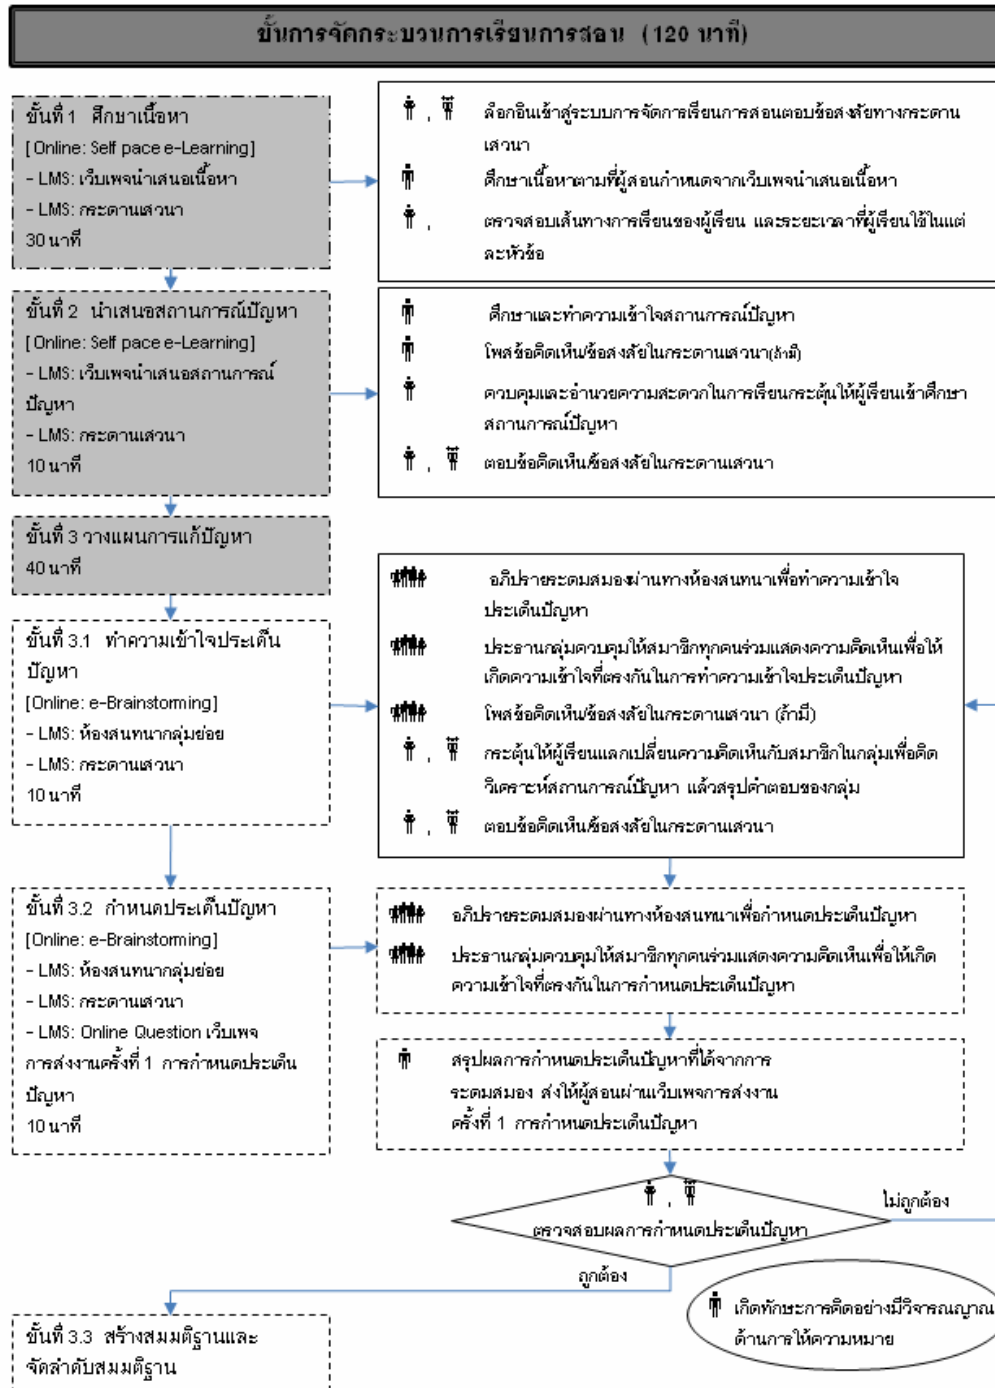 ขั้นการจัดกระบวนการเรียนการสอน (120 นาที)
ขั้นที่ 1 ศึกษาเนื้อหา
[Online: Self pace e-Learning]
- LMS: เว็บเพจนำเสนอเนื้อหา
- LMS: กระดานเสวนา
30 นาที
, ล็อกอินเข้าสู่ระบบการจัดการเรียนการสอนตอบข้อสงสัยทางกระดาน
เสวนา
ศึกษาเนื้อหาตามที่ผู้สอนกำหนดจากเว็บเพจนำเสนอเนื้อหา
, ตรวจสอบเส้นทางการเรียนของผู้เรียน และระยะเวลาที่ผู้เรียนใช้ในแต่
ละหัวข้อ
ขั้นที่ 2 นำเสนอสถานการณ์ปัญหา
[Online: Self pace e-Learning]
- LMS: เว็บเพจนำเสนอสถานการณ์
ปัญหา
- LMS: กระดานเสวนา
10 นาที
ศึกษาและทำความเข้าใจสถานการณ์ปัญหา
โพสข้อคิดเห็น/ข้อสงสัยในกระดานเสวนา(ถ้ามี)
ควบคุมและอำนวยความสะดวกในการเรียนกระตุ้นให้ผู้เรียนเข้าศึกษา
สถานการณ์ปัญหา
, ตอบข้อคิดเห็น/ข้อสงสัยในกระดานเสวนา
ขั้นที่ 3 วางแผนการแก้ปัญหา
40 นาที
ขั้นที่ 3.1 ทำความเข้าใจประเด็น
ปัญหา
[Online: e-Brainstorming]
- LMS: ห้องสนทนากลุ่มย่อย
- LMS: กระดานเสวนา
10 นาที
อภิปรายระดมสมองผ่านทางห้องสนทนาเพื่อทำความเข้าใจ
ประเด็นปัญหา
ประธานกลุ่มควบคุมให้สมาชิกทุกคนร่วมแสดงความคิดเห็นเพื่อให้
เกิดความเข้าใจที่ตรงกันในการทำความเข้าใจประเด็นปัญหา
โพสข้อคิดเห็น/ข้อสงสัยในกระดานเสวนา (ถ้ามี)
, กระตุ้นให้ผู้เรียนแลกเปลี่ยนความคิดเห็นกับสมาชิกในกลุ่มเพื่อคิด
วิเคราะห์สถานการณ์ปัญหา แล้วสรุปคำตอบของกลุ่ม
, ตอบข้อคิดเห็น/ข้อสงสัยในกระดานเสวนา
ขั้นที่ 3.2 กำหนดประเด็นปัญหา
[Online: e-Brainstorming]
- LMS: ห้องสนทนากลุ่มย่อย
- LMS: กระดานเสวนา
- LMS: Online Question เว็บเพจ
การส่งงานครั้งที่ 1 การกำหนดประเด็น
ปัญหา
10 นาที
อภิปรายระดมสมองผ่านทางห้องสนทนาเพื่อกำหนดประเด็นปัญหา
ประธานกลุ่มควบคุมให้สมาชิกทุกคนร่วมแสดงความคิดเห็นเพื่อให้เกิด
ความเข้าใจที่ตรงกันในการกำหนดประเด็นปัญหา
สรุปผลการกำหนดประเด็นปัญหาที่ได้จากการ
ระดมสมอง ส่งให้ผู้สอนผ่านเว็บเพจการส่งงาน
ครั้งที่ 1 การกำหนดประเด็นปัญหา
,
ตรวจสอบผลการกำหนดประเด็นปัญหา
ไม่ถูกต้อง
ถูกต้อง
เกิดทักษะการคิดอย่างมีวิจารณญาณ
ด้านการให้ความหมาย
ขั้นที่ 3.3 สร้างสมมติฐานและ
จัดลำดับสมมติฐาน